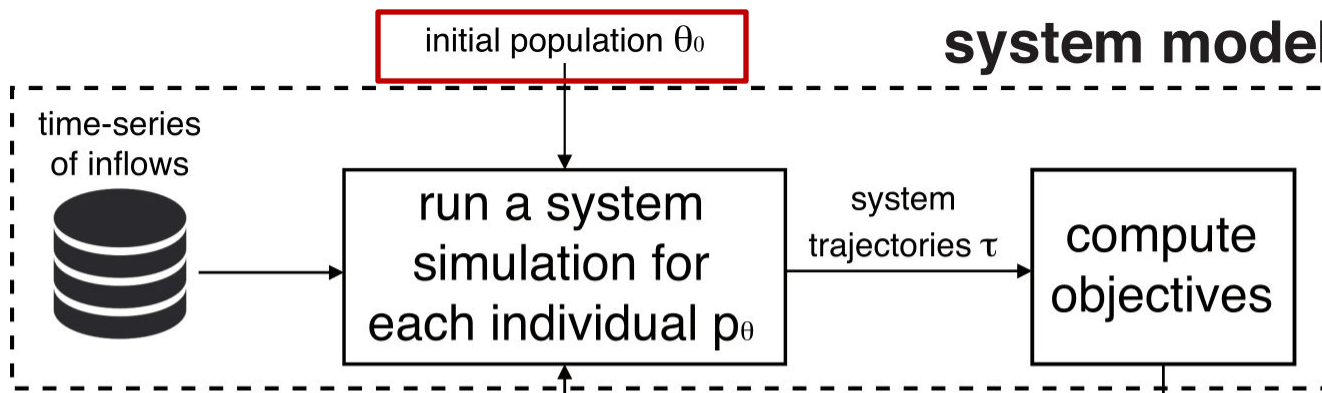 initial population θ₀
system model
time-series
of inflows
run a system
simulation for
each individual pθ
system
trajectories τ
compute
objectives